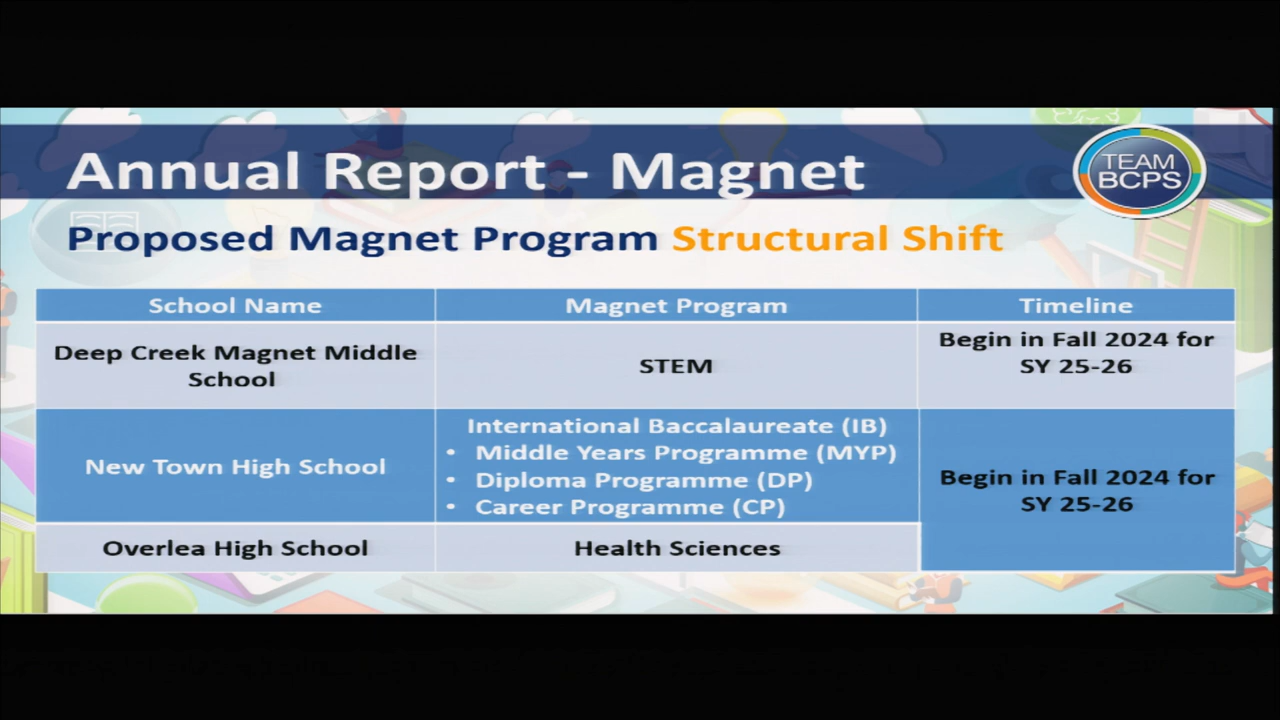 Annual Report - Magnet
TEAM
BCPS
Proposed Magnet Program Structural Shift
School Name
Magnet Program
Timeline
Deep Creek Magnet Middle
School
STEM
Begin in Fall 2024 for
SY 25-26
New Town High School
International Baccalaureate (IB)
• Middle Years Programme (MYP)
• Diploma Programme (DP)
• Career Programme (CP)
Begin in Fall 2024 for
SY 25-26
Overlea High School
Health Sciences